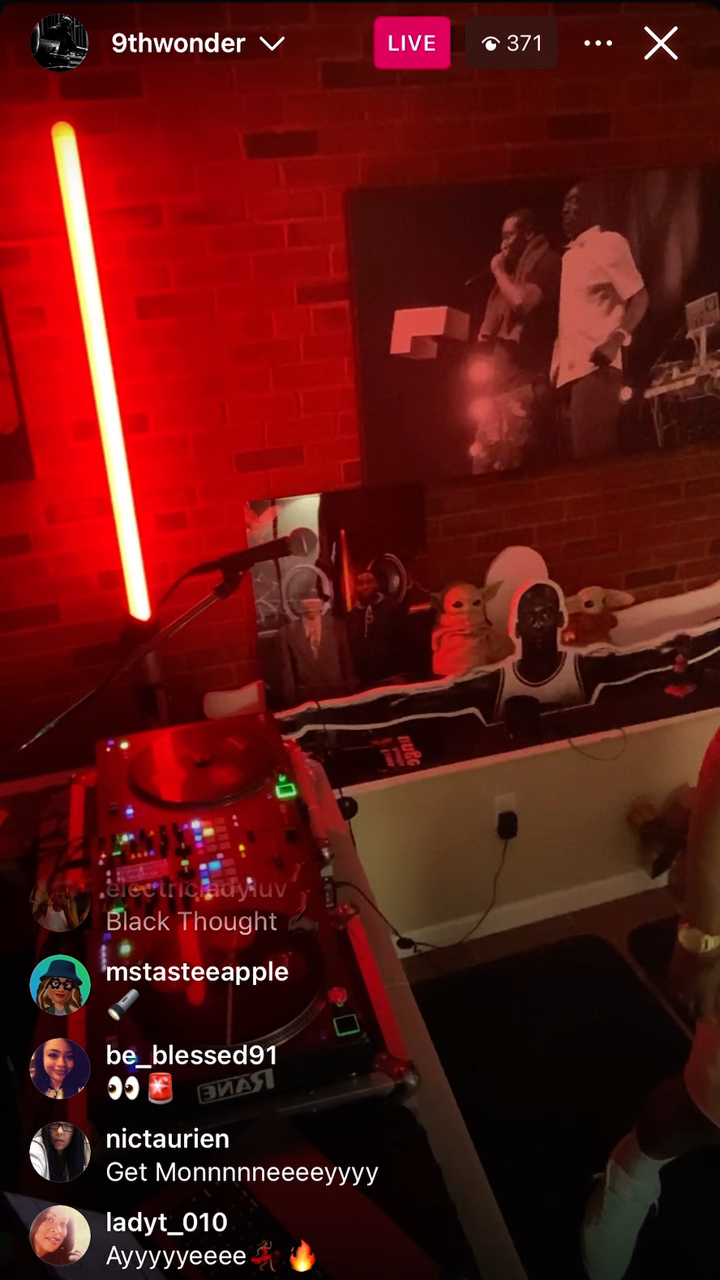 9thwonder
LIVE
371
electricladyluv
Black Thought
mstasteeapple
be_blessed91
RANE
nictaurien
Get Monnnnneeeeyyyy
ladyt_010
Ayyyyyeeee